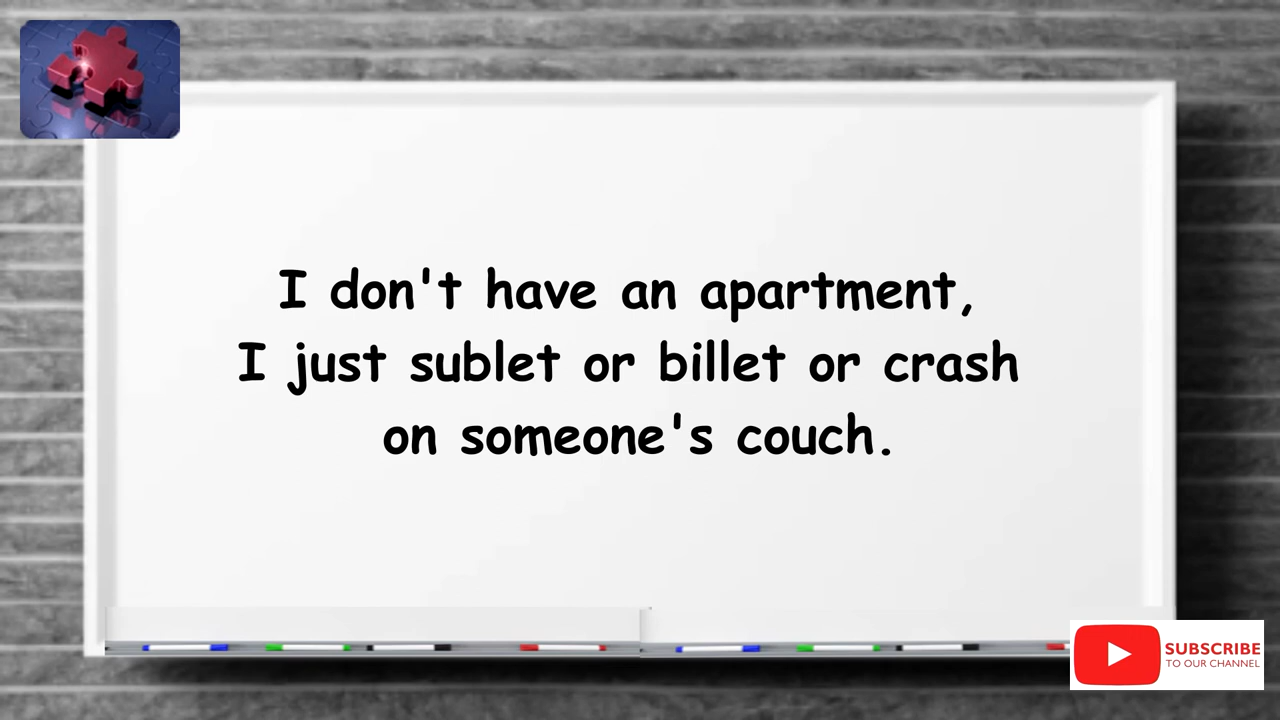 I don't have an apartment,
I just sublet or billet or crash
on someone's couch.
SUBSCRIBE
TO OUR CHANNEL